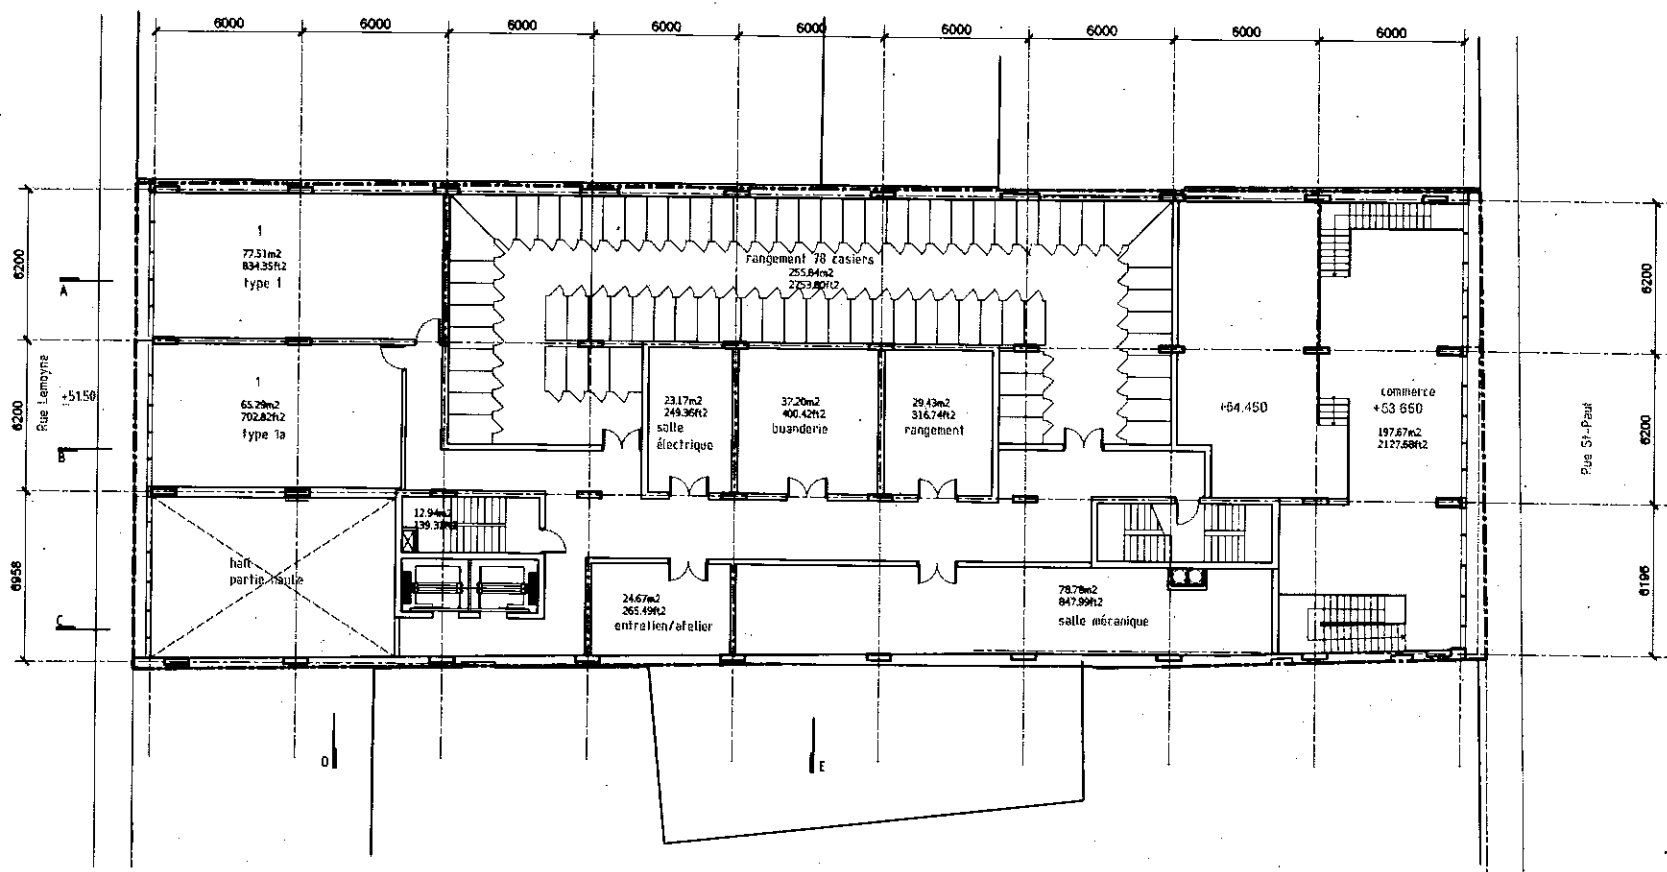 6000 6000 6000 6000 6000 6000 6000 6000 6000
6200
6200
6958
A
B
C
Rue Lemoyne
+51.50
1
77.51m2
834.35ft2
type 1
1
65.29m2
702.82ft2
type 1a
hall
partie haute
12.94m2
rangement 78 casiers
255.84m2
2753.80ft2
23.17m2
249.36ft2
salle
électrique
37.20m2
400.42ft2
buanderie
29.43m2
316.74ft2
rangement
24.67m2
265.49ft2
entretien/atelier
78.78m2
847.99ft2
salle mécanique
+54.450
commerce
+53 650
197.67m2
2127.68ft2
Rue St-Paul
6200
6200
6195
D
E